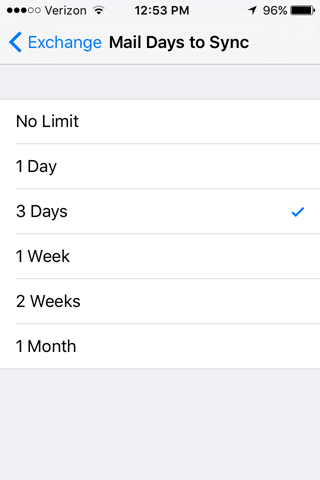 Verizon 12:53 PM 96%
Exchange Mail Days to Sync
No Limit
1 Day
3 Days
1 Week
2 Weeks
1 Month